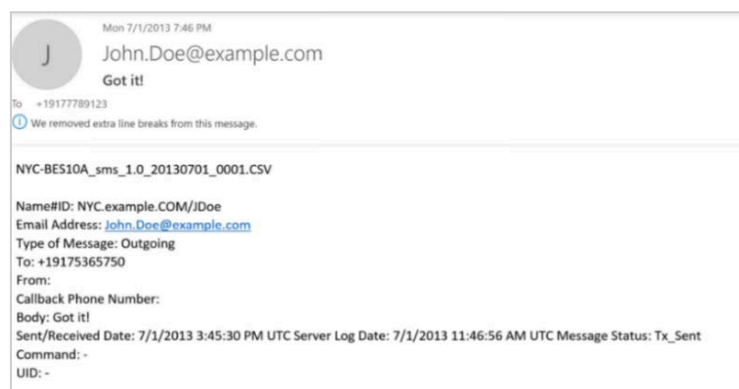 Mon 7/1/2013 7:46 PM
J
John.Doe@example.com
Got it!
To +19177789123
We removed extra line breaks from this message.
NYC-BES10A_sms_1.0_20130701_0001.CSV
Name#ID: NYC.example.COM/JDoe
Email Address: John.Doe@example.com
Type of Message: Outgoing
To: +19175365750
From:
Callback Phone Number:
Body: Got it!
Sent/Received Date: 7/1/2013 3:45:30 PM UTC Server Log Date: 7/1/2013 11:46:56 AM UTC Message Status: Tx_Sent
Command: -
UID: -